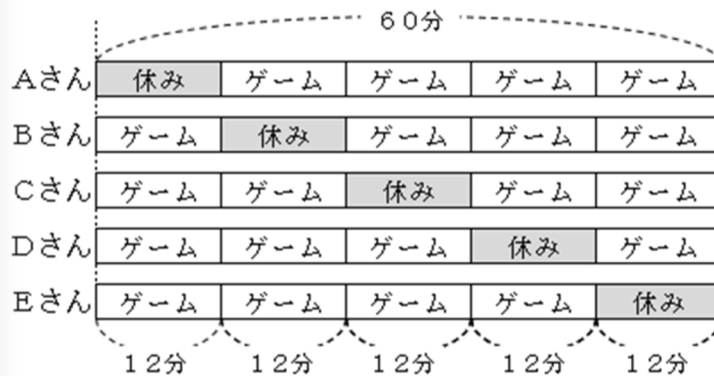 ６０分
Ａさん 休み ゲーム ゲーム ゲーム ゲーム
Ｂさん ゲーム 休み ゲーム ゲーム ゲーム
Ｃさん ゲーム ゲーム 休み ゲーム ゲーム
Ｄさん ゲーム ゲーム ゲーム 休み ゲーム
Ｅさん ゲーム ゲーム ゲーム ゲーム 休み
１２分 １２分 １２分 １２分 １２分